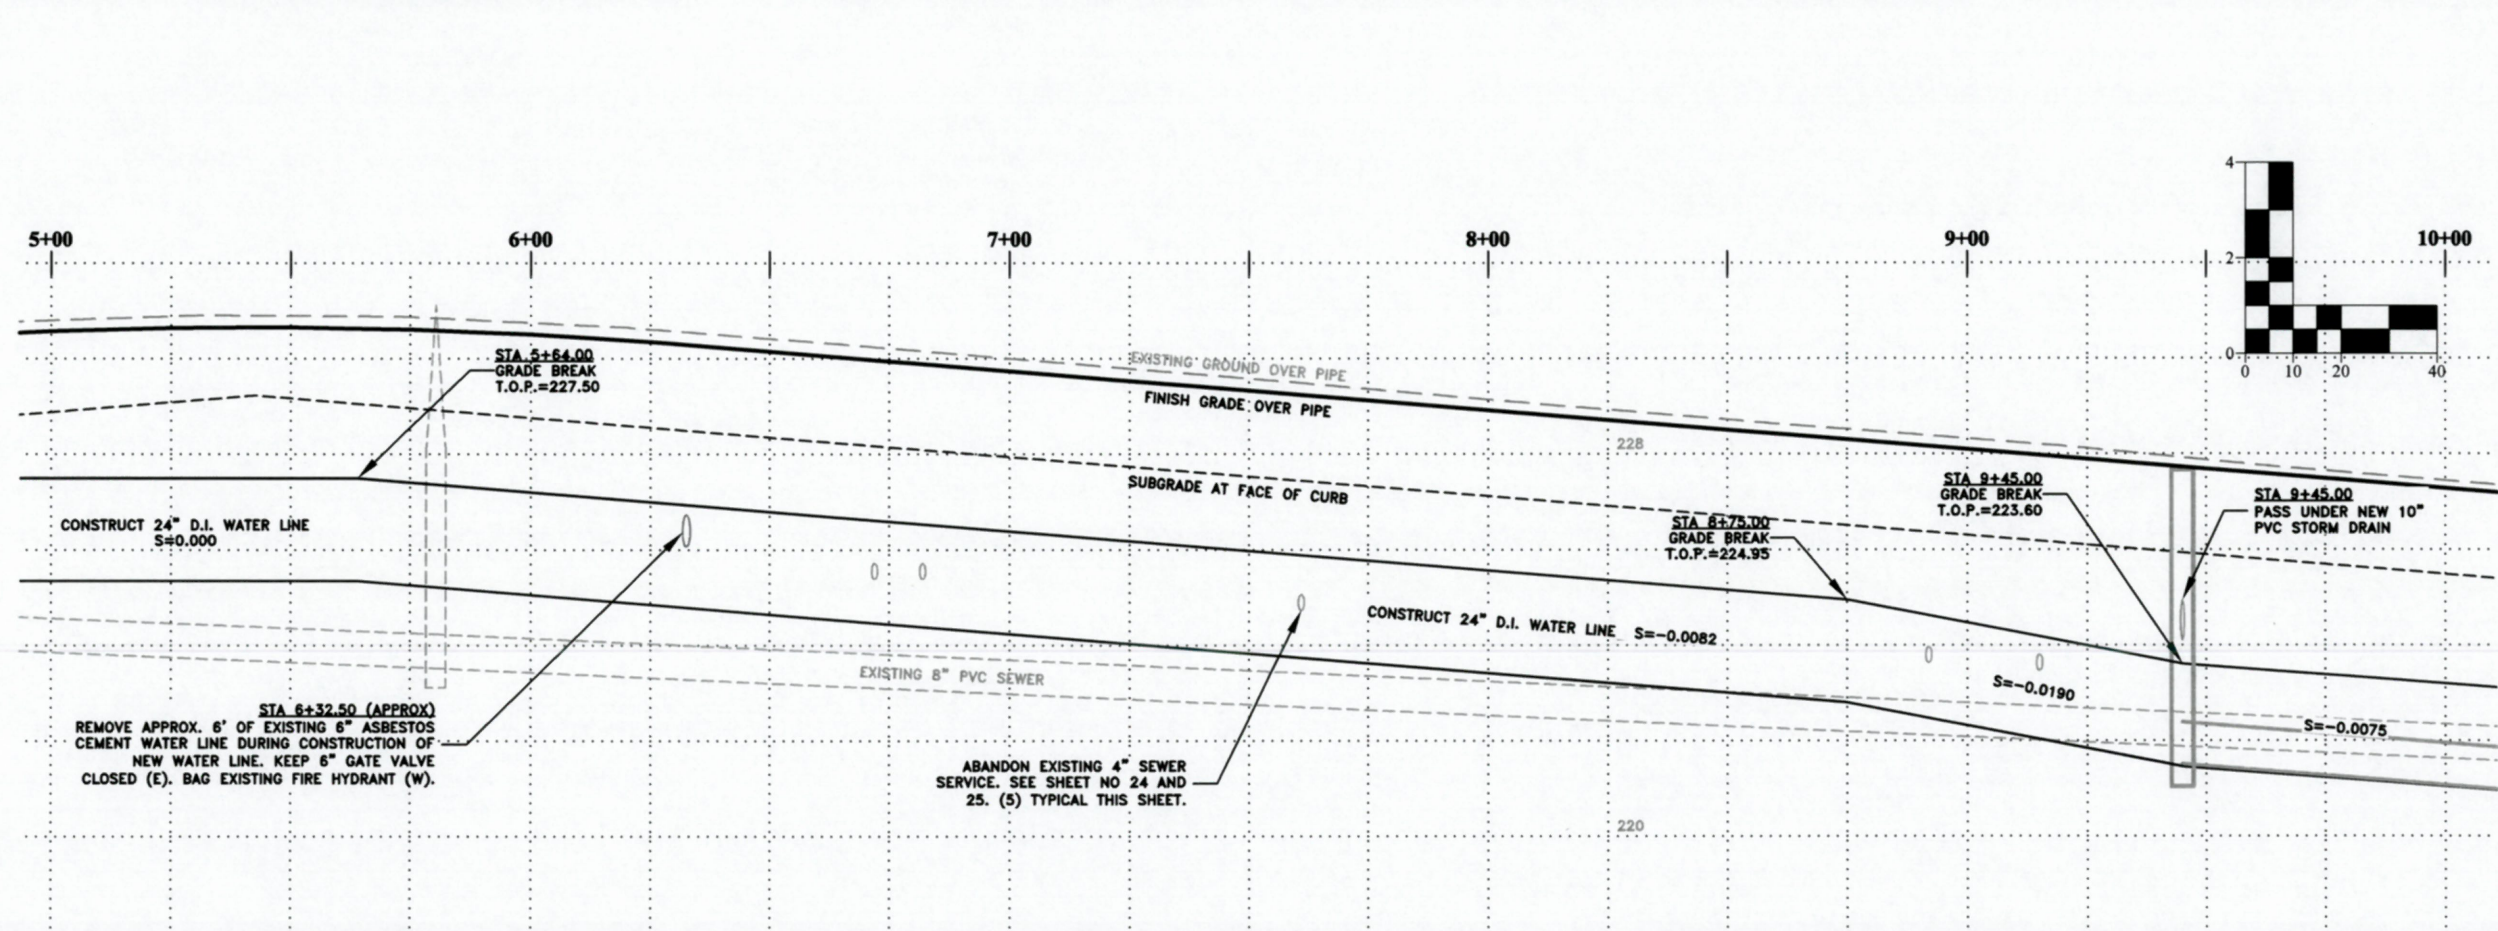 5+00 6+00 7+00 8+00 9+00 10+00
4
2
0
0 10 20 40
STA 5+64.00
GRADE BREAK
T.O.P.=227.50
EXISTING GROUND OVER PIPE
FINISH GRADE OVER PIPE
228
SUBGRADE AT FACE OF CURB
STA 9+45.00
GRADE BREAK
T.O.P.=223.60
STA 9+45.00
PASS UNDER NEW 10"
PVC STORM DRAIN
CONSTRUCT 24" D.I. WATER LINE
S=0.000
STA 8+75.00
GRADE BREAK
T.O.P.=224.95
CONSTRUCT 24" D.I. WATER LINE S=-0.0082
EXISTING 8" PVC SEWER
S=-0.0190
S=-0.0075
STA 6+32.50 (APPROX)
REMOVE APPROX. 6' OF EXISTING 6" ASBESTOS
CEMENT WATER LINE DURING CONSTRUCTION OF
NEW WATER LINE. KEEP 6" GATE VALVE
CLOSED (E). BAG EXISTING FIRE HYDRANT (W).
ABANDON EXISTING 4" SEWER
SERVICE. SEE SHEET NO 24 AND
25. (5) TYPICAL THIS SHEET.
220